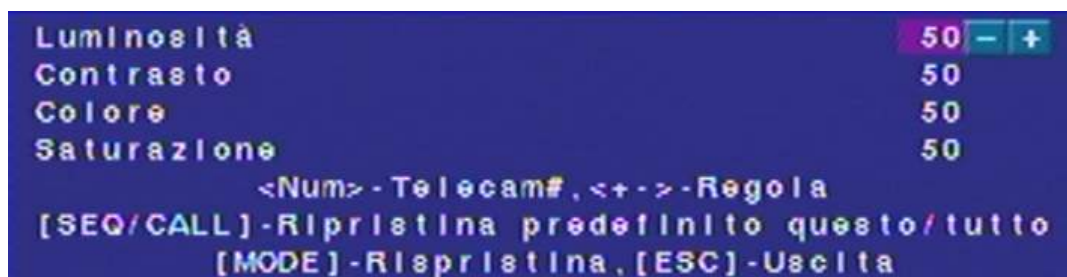 Luminosità 50 - +
Contrasto 50
Colore 50
Saturazione 50
<Num>-Telecam#,<+->-Regola
[SEQ/CALL]-Ripristina predefinito questo/tutto
[MODE]-Rispristina,[ESC]-Uscita